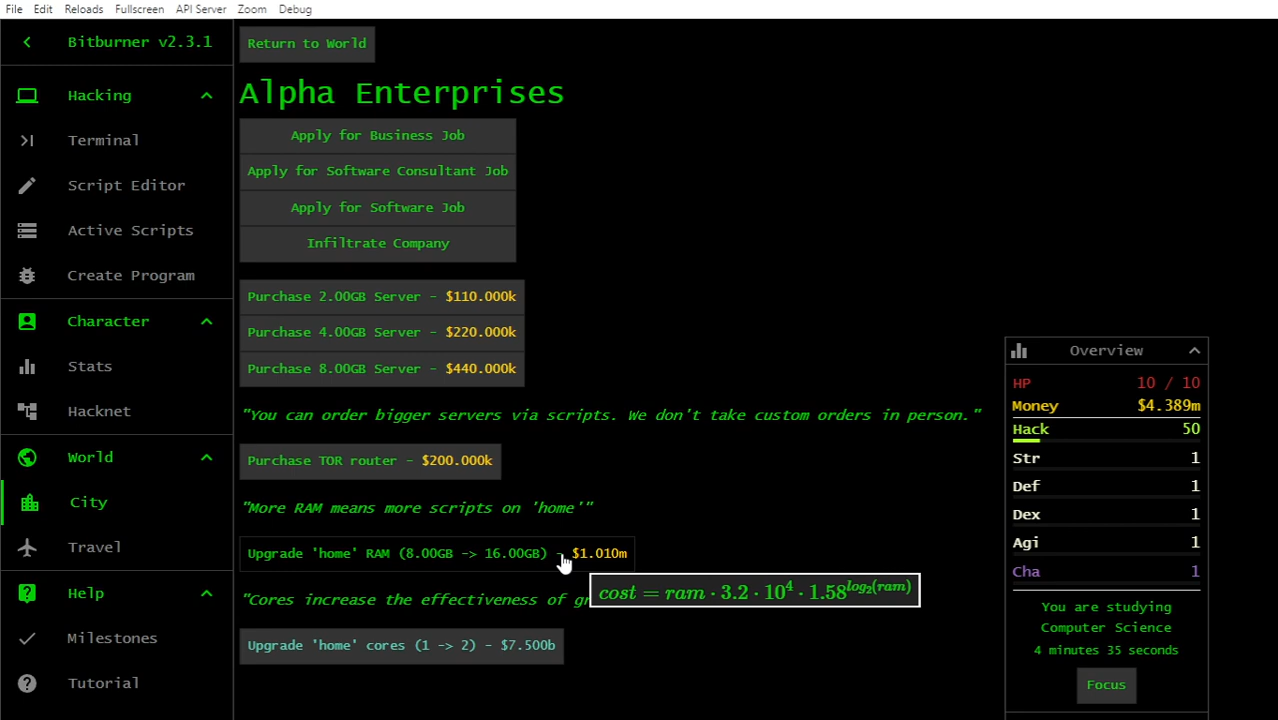 File Edit Reloads Fullscreen API Server Zoom Debug
Bitburner v2.3.1
Hacking
Terminal
Script Editor
Active Scripts
Create Program
Character
Stats
Hacknet
World
City
Travel
Help
Milestones
Tutorial
Return to World
Alpha Enterprises
Apply for Business Job
Apply for Software Consultant Job
Apply for Software Job
Infiltrate Company
Purchase 2.00GB Server - $110.000k
Purchase 4.00GB Server - $220.000k
Purchase 8.00GB Server - $440.000k
"You can order bigger servers via scripts. We don't take custom orders in person."
Purchase TOR router - $200.000k
"More RAM means more scripts on 'home'"
Upgrade 'home' RAM (8.00GB -> 16.00GB) - $1.010m
cost = ram · 3.2 · 10⁴ · 1.58^log₂(ram)
"Cores increase the effectiveness of
Upgrade 'home' cores (1 -> 2) - $7.500b
Overview
HP 10 / 10
Money $4.389m
Hack 50
Str 1
Def 1
Dex 1
Agi 1
Cha 1
You are studying
Computer Science
4 minutes 35 seconds
Focus